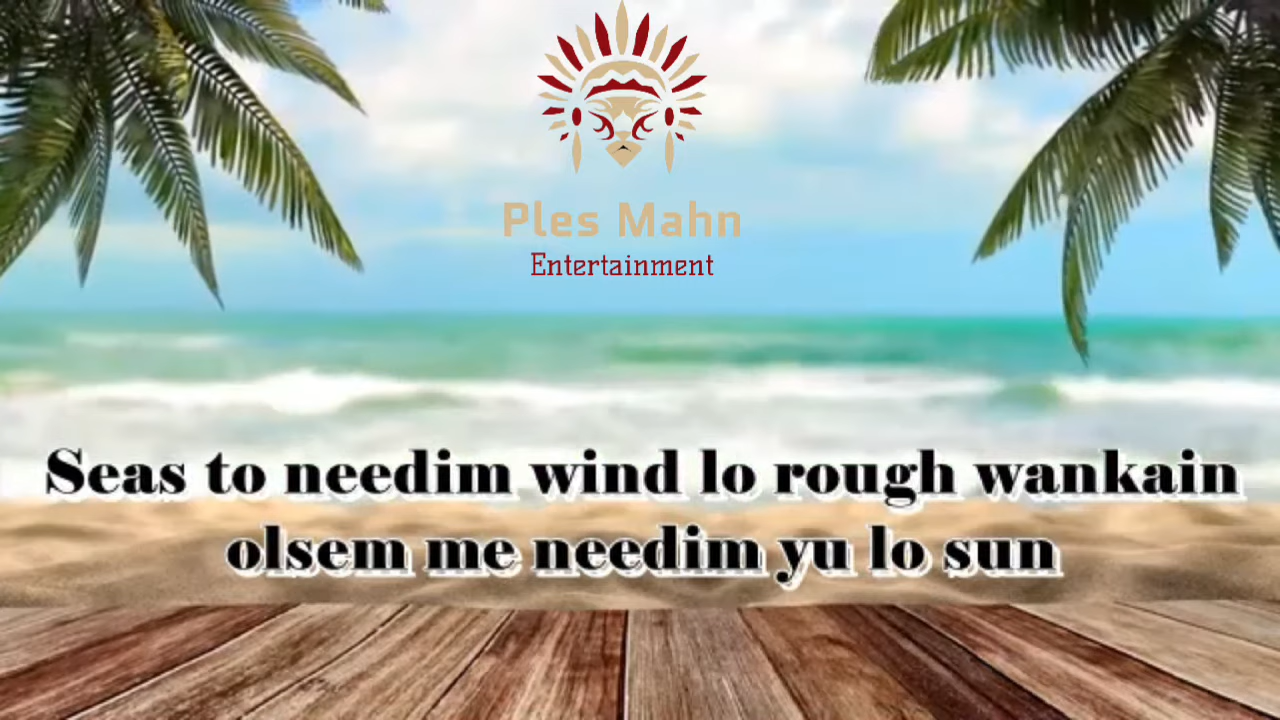 Ples Mahn
Entertainment
Seas to needim wind lo rough wankain
olsem me needim yu lo sun